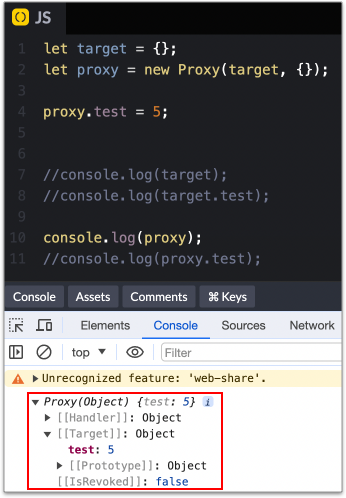 JS
1 let target = {};
2 let proxy = new Proxy(target, {});
3
4 proxy.test = 5;
5
6
7 //console.log(target);
8 //console.log(target.test);
9
10 console.log(proxy);
11 //console.log(proxy.test);
Console Assets Comments ⌘ Keys
Elements Console Sources Network
top Filter
Unrecognized feature: 'web-share'.
Proxy(Object) {test: 5} i
[[Handler]]: Object
[[Target]]: Object
test: 5
[[Prototype]]: Object
[[IsRevoked]]: false